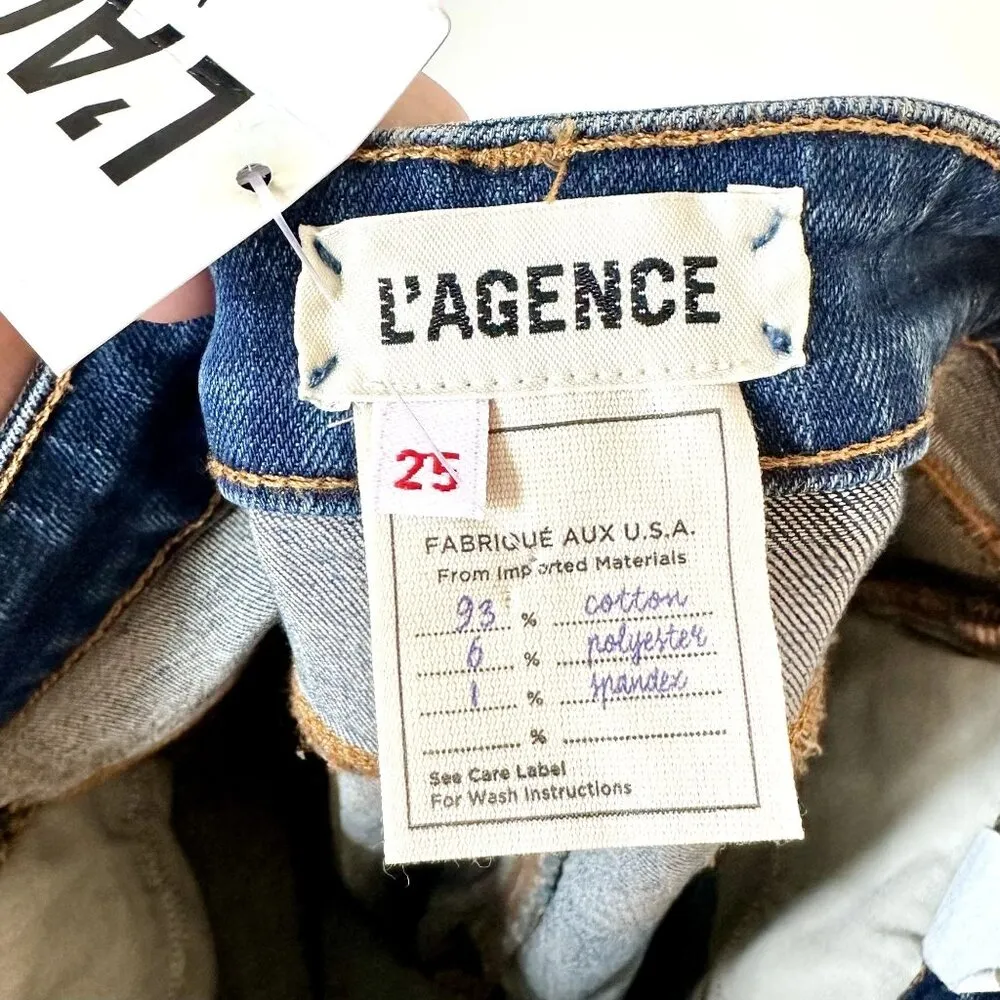 L'A
L'AGENCE
25
FABRIQUÉ AUX U.S.A.
From Imported Materials
93 % cotton
6 % polyester
1 % spandex
%
See Care Label
For Wash Instructions